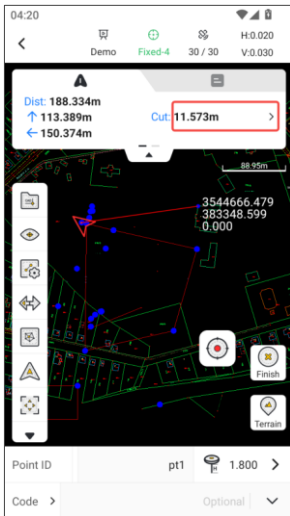 04:20
Demo
Fixed-4
30 / 30
H:0.020
V:0.030
Dist: 188.334m
113.389m
150.374m
Cut: 11.573m
88.95m
3544666.479
383348.599
0.000
Finish
Terrain
Point ID
pt1
1.800
Code
Optional